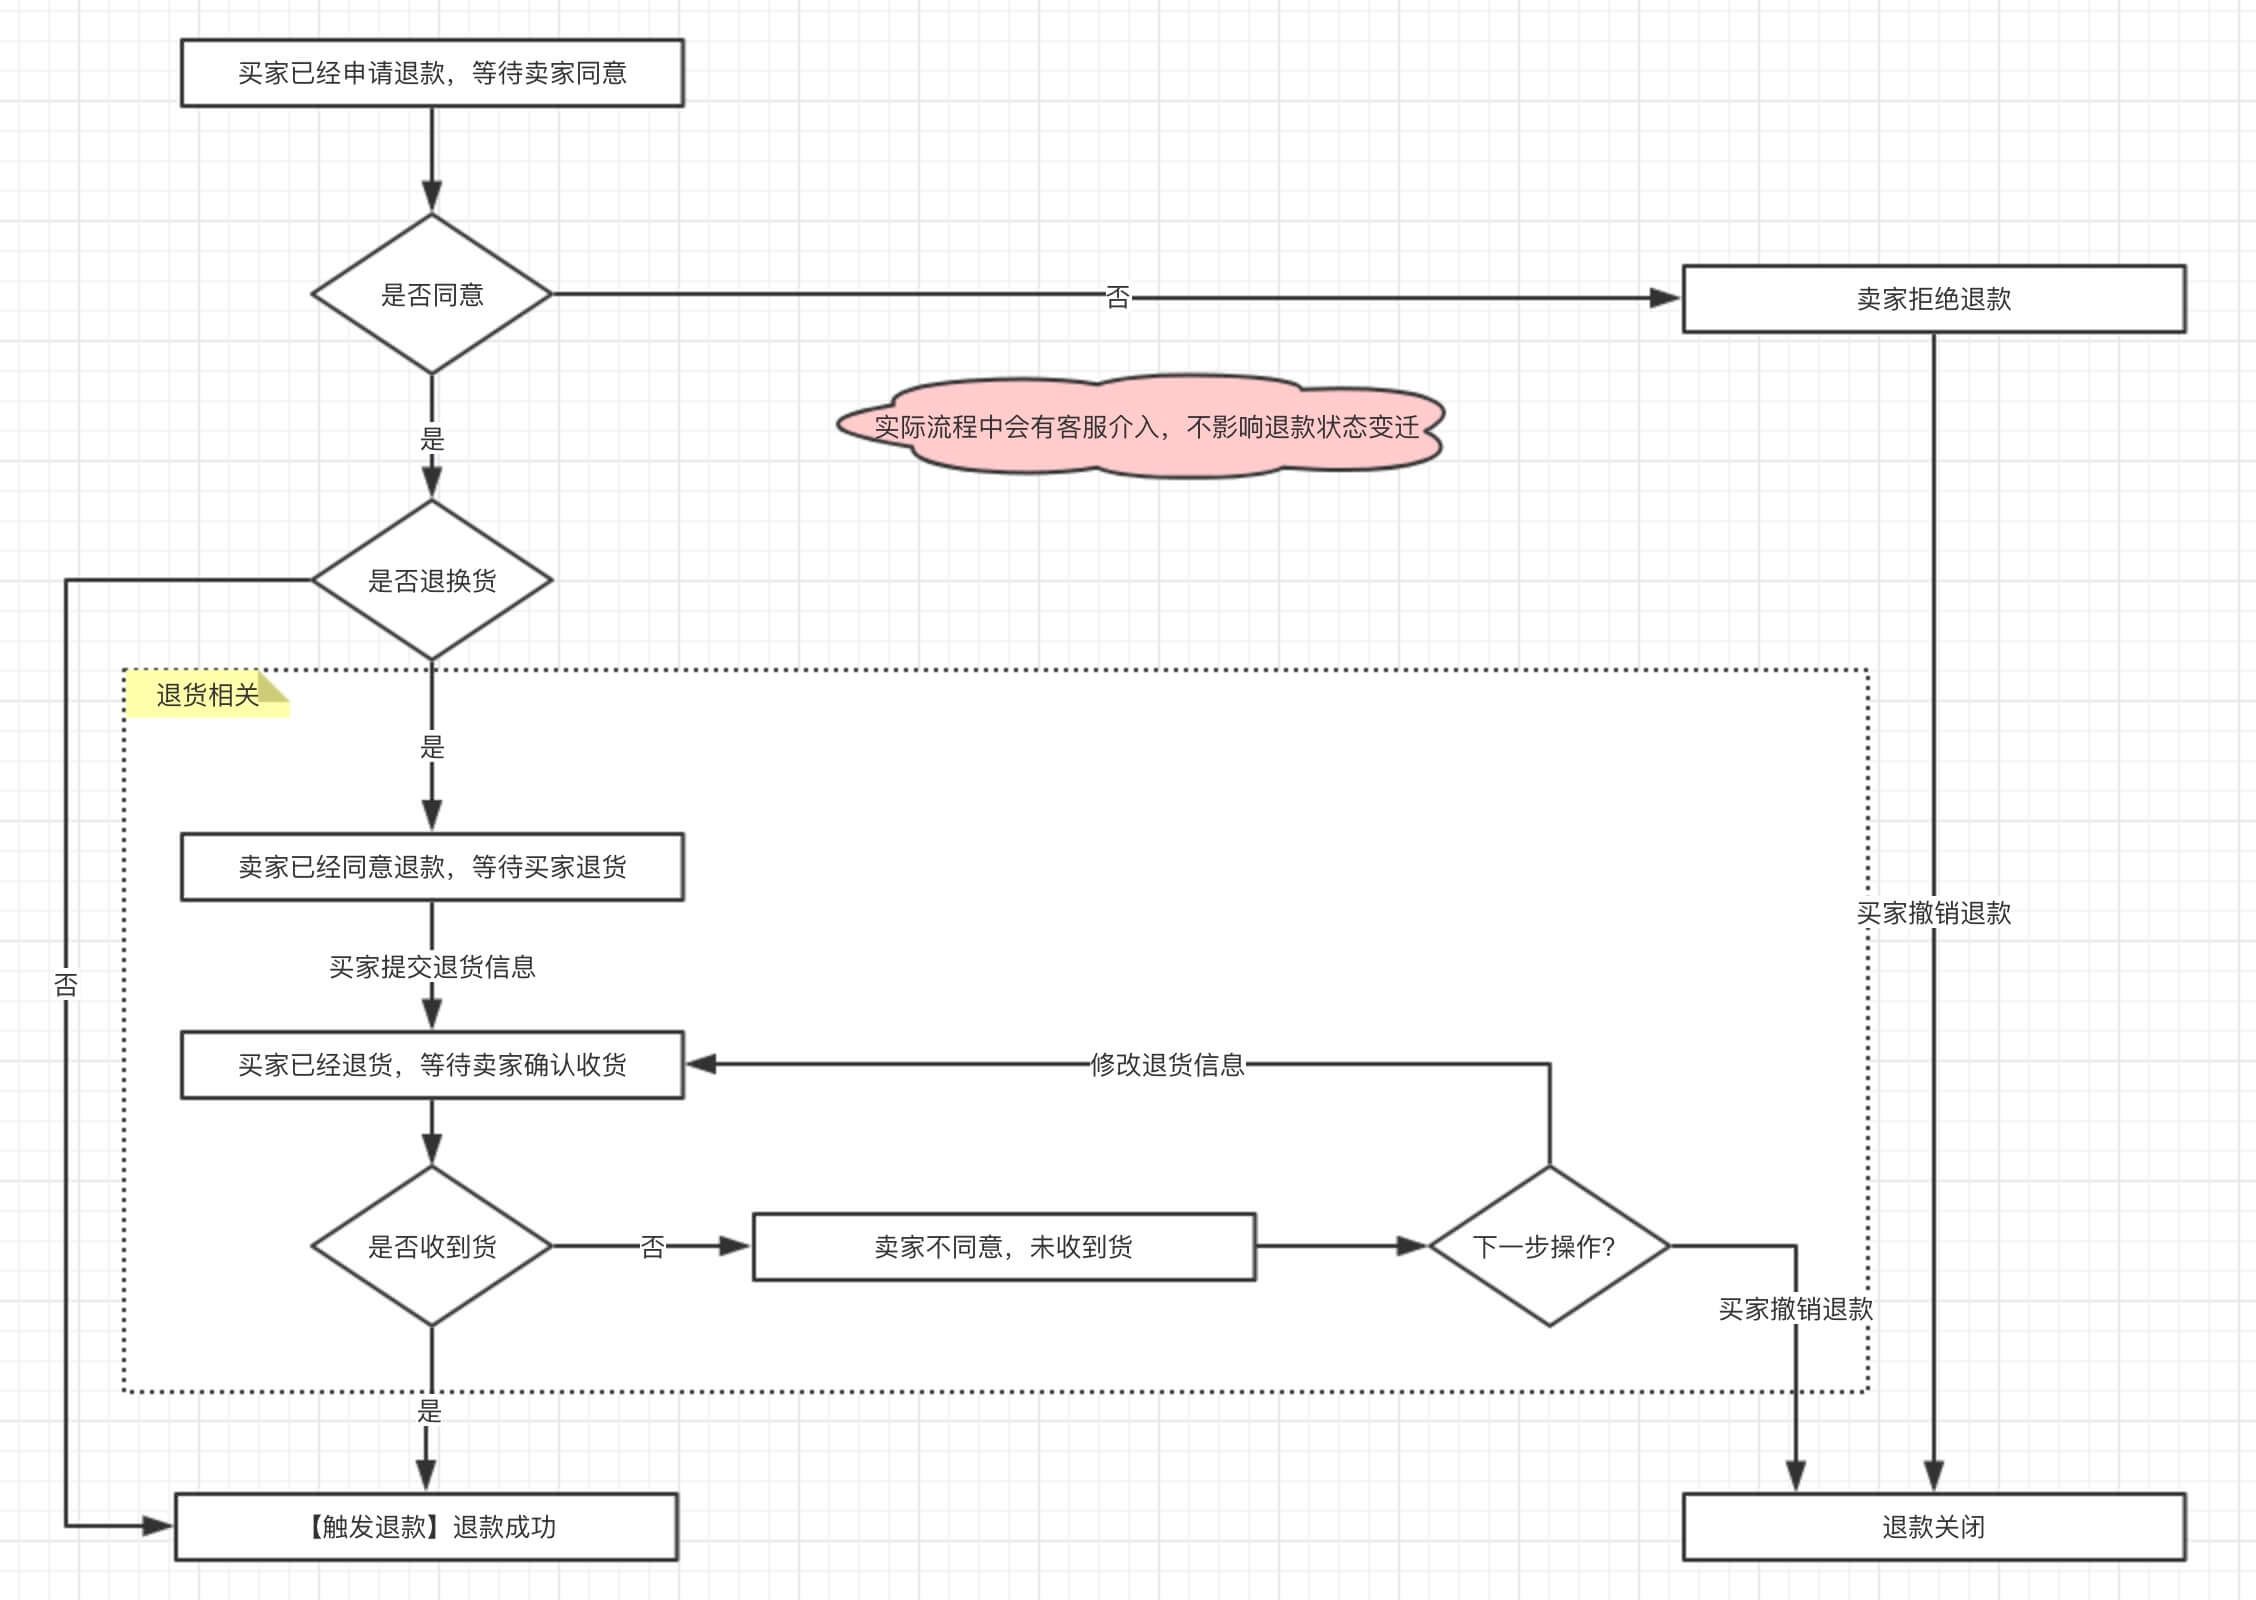 买家已经申请退款，等待卖家同意
是否同意
否
卖家拒绝退款
实际流程中会有客服介入，不影响退款状态变迁
是
是否退换货
退货相关
是
卖家已经同意退款，等待买家退货
买家撤销退款
买家提交退货信息
否
买家已经退货，等待卖家确认收货
修改退货信息
是否收到货
否
卖家不同意，未收到货
下一步操作?
买家撤销退款
是
【触发退款】退款成功
退款关闭